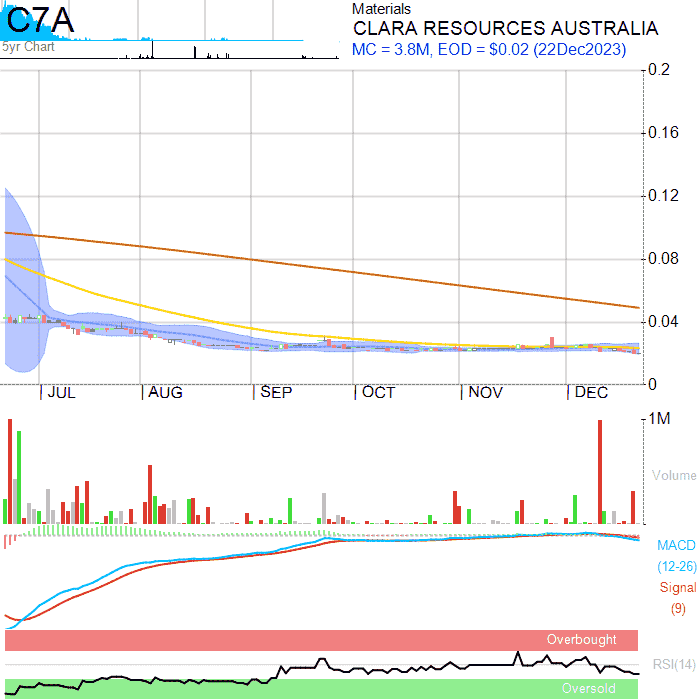 C7A
5yr Chart
Materials
CLARA RESOURCES AUSTRALIA
MC = 3.8M, EOD = $0.02 (22Dec2023)
0.2
0.16
0.12
0.08
0.04
0
JUL AUG SEP OCT NOV DEC
1M
Volume
MACD
(12-26)
Signal
(9)
Overbought
RSI(14)
Oversold